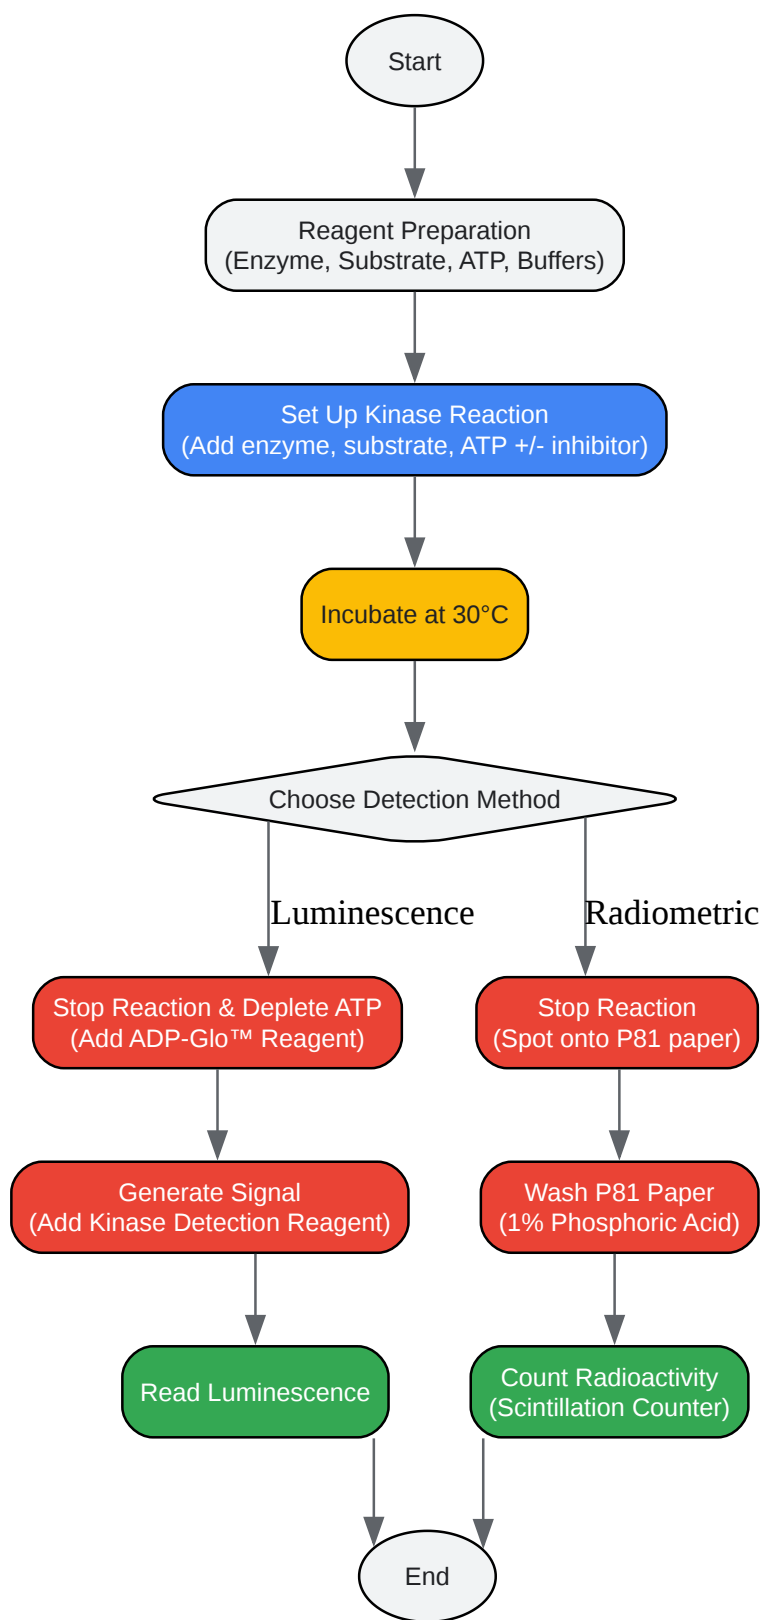 Start
Reagent Preparation
(Enzyme, Substrate, ATP, Buffers)
Set Up Kinase Reaction
(Add enzyme, substrate, ATP +/- inhibitor)
Incubate at 30°C
Choose Detection Method
Luminescence
Radiometric
Stop Reaction & Deplete ATP
(Add ADP-Glo™ Reagent)
Stop Reaction
(Spot onto P81 paper)
Generate Signal
(Add Kinase Detection Reagent)
Wash P81 Paper
(1% Phosphoric Acid)
Read Luminescence
Count Radioactivity
(Scintillation Counter)
End